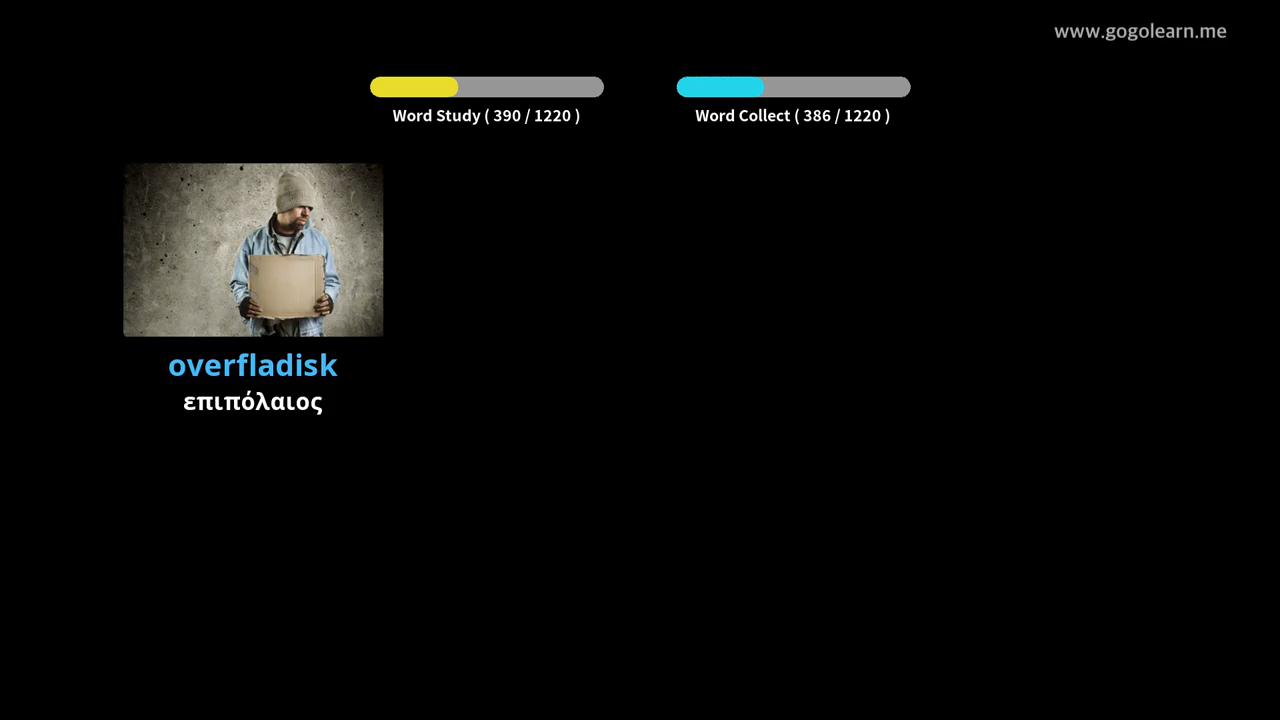 www.gogolearn.me
Word Study ( 390 / 1220 )
Word Collect ( 386 / 1220 )
overfladisk
επιπόλαιος